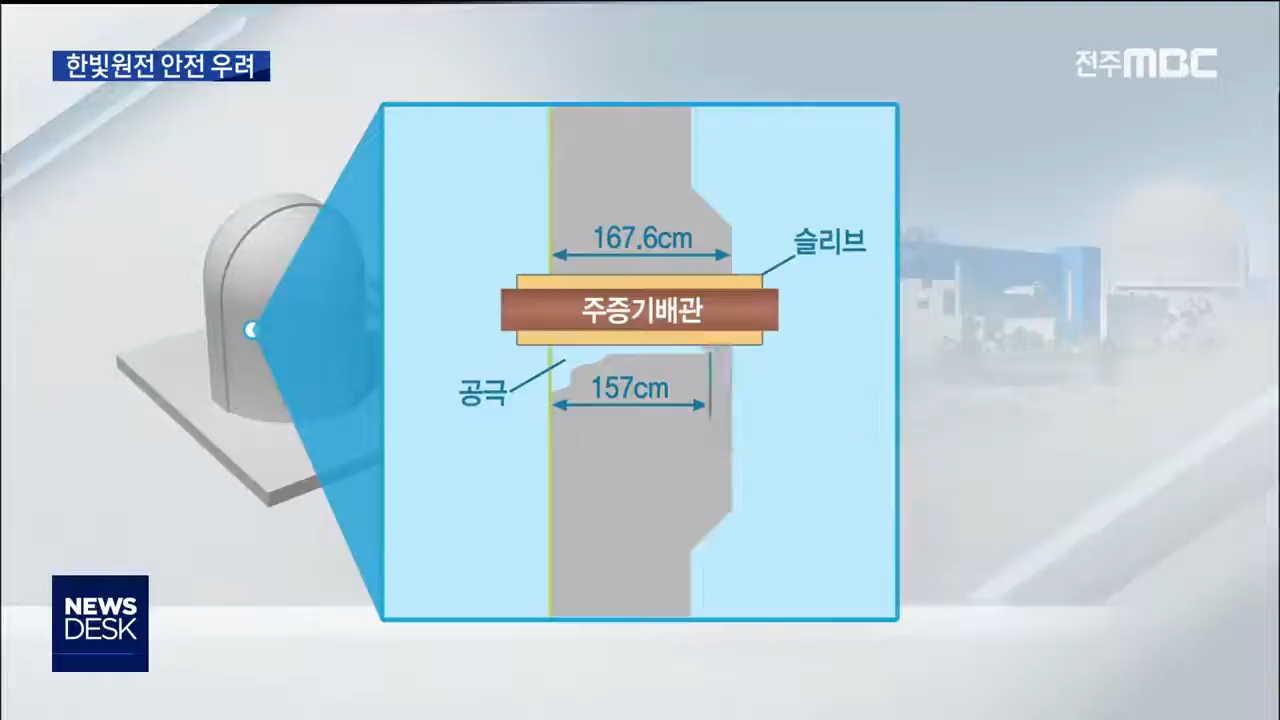 한빛원전 안전 우려
전주MBC
167.6cm
슬리브
주증기배관
공극
157cm
NEWS
DESK